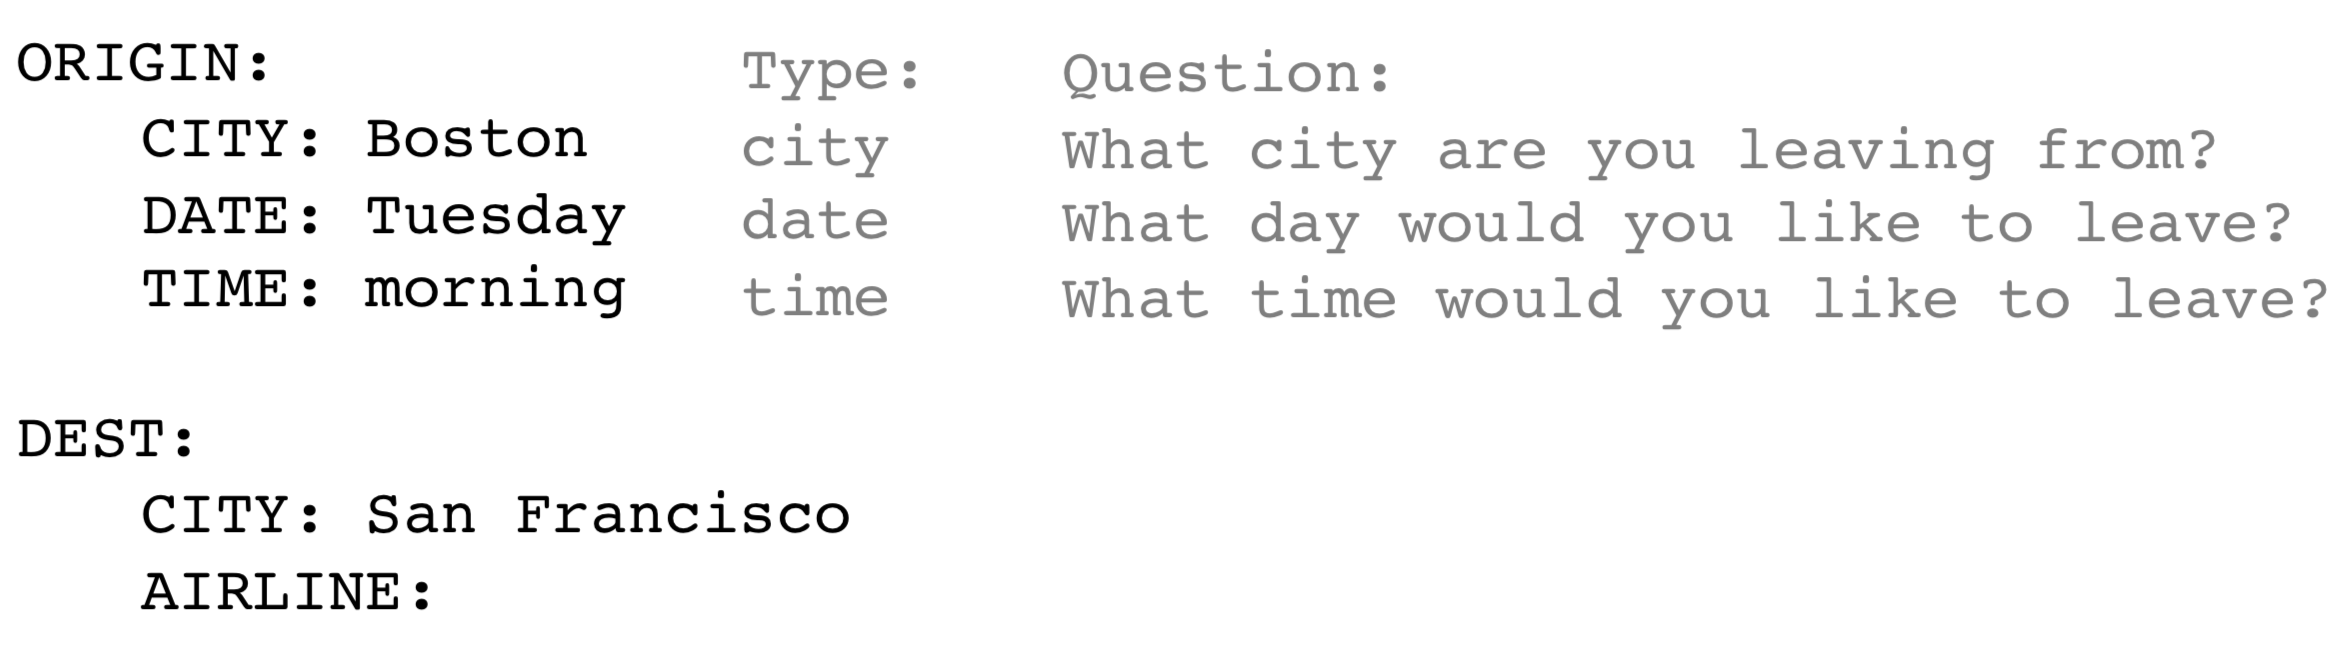 ORIGIN: Type: Question:
CITY: Boston city What city are you leaving from?
DATE: Tuesday date What day would you like to leave?
TIME: morning time What time would you like to leave?
DEST:
CITY: San Francisco
AIRLINE: